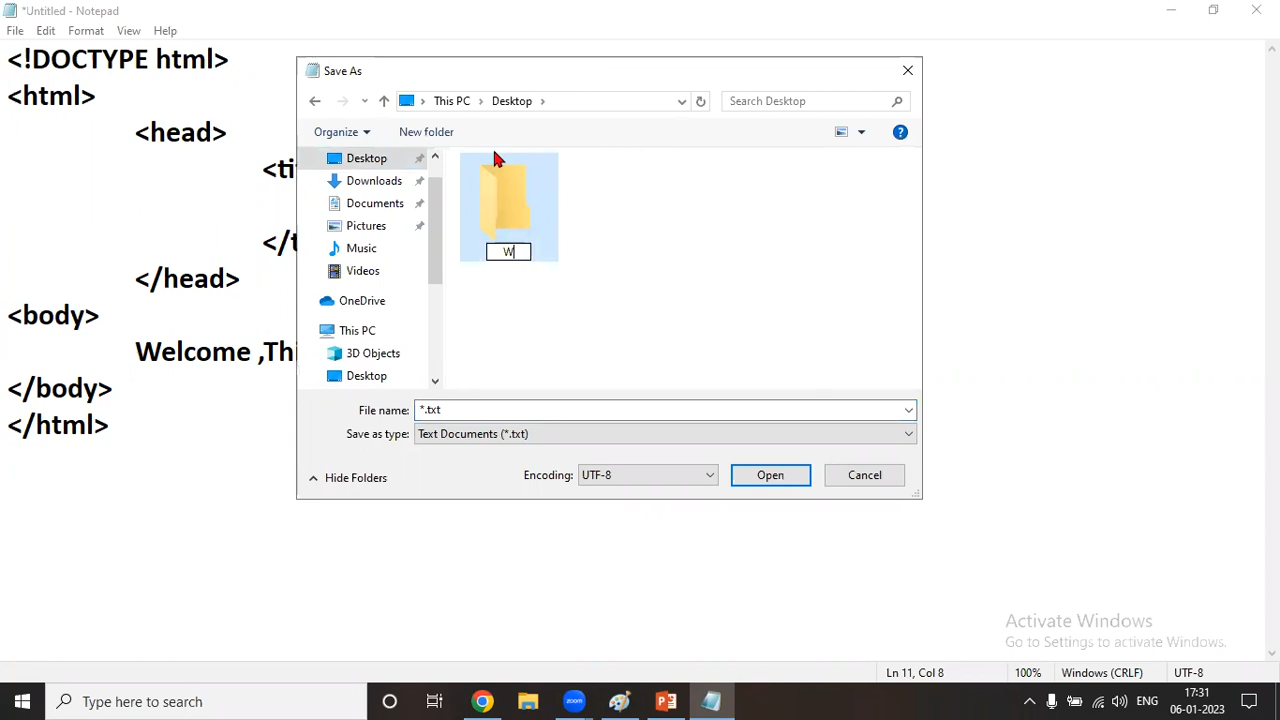 *Untitled - Notepad
File Edit Format View Help
<!DOCTYPE html>
<html>
<head>
</head>
<body>
Welcome ,Thi
</body>
</html>
Save As
This PC > Desktop >
Search Desktop
Organize
New folder
Desktop
Downloads
Documents
Pictures
Music
Videos
OneDrive
This PC
3D Objects
Desktop
W
File name: *.txt
Save as type: Text Documents (*.txt)
Hide Folders
Encoding: UTF-8
Open
Cancel
Activate Windows
Go to Settings to activate Windows.
Ln 11, Col 8 100% Windows (CRLF) UTF-8
Type here to search
zoom
ENG
17:31
06-01-2023